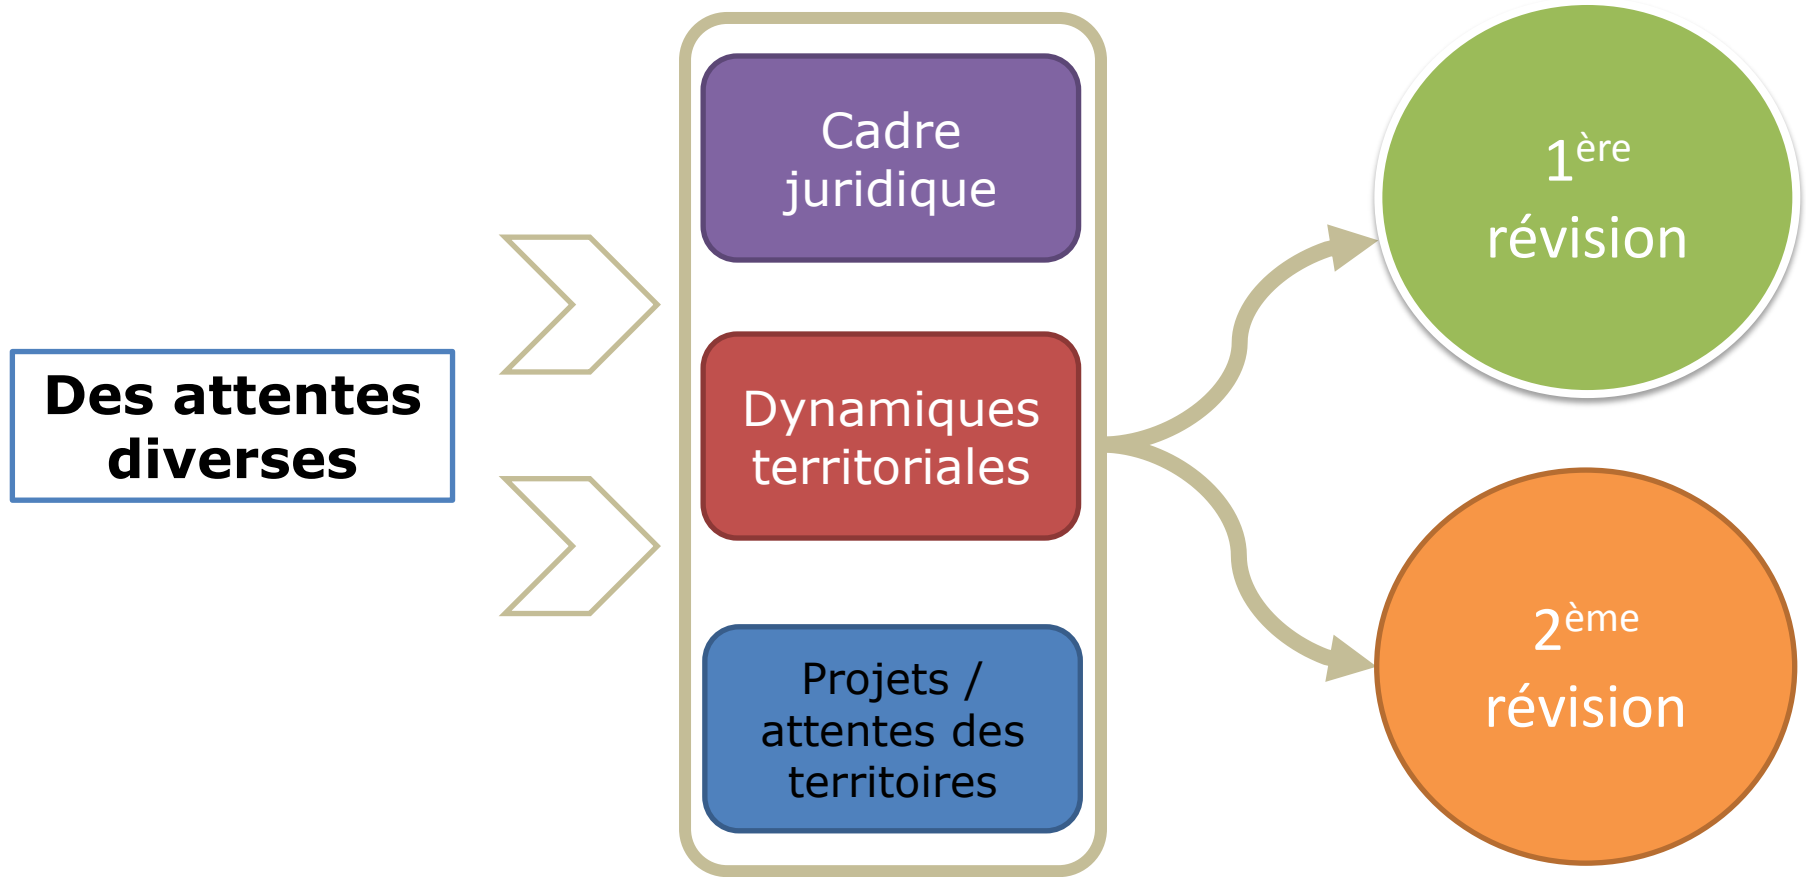 Des attentes
diverses
Cadre
juridique
Dynamiques
territoriales
Projets /
attentes des
territoires
1ère
révision
2ème
révision